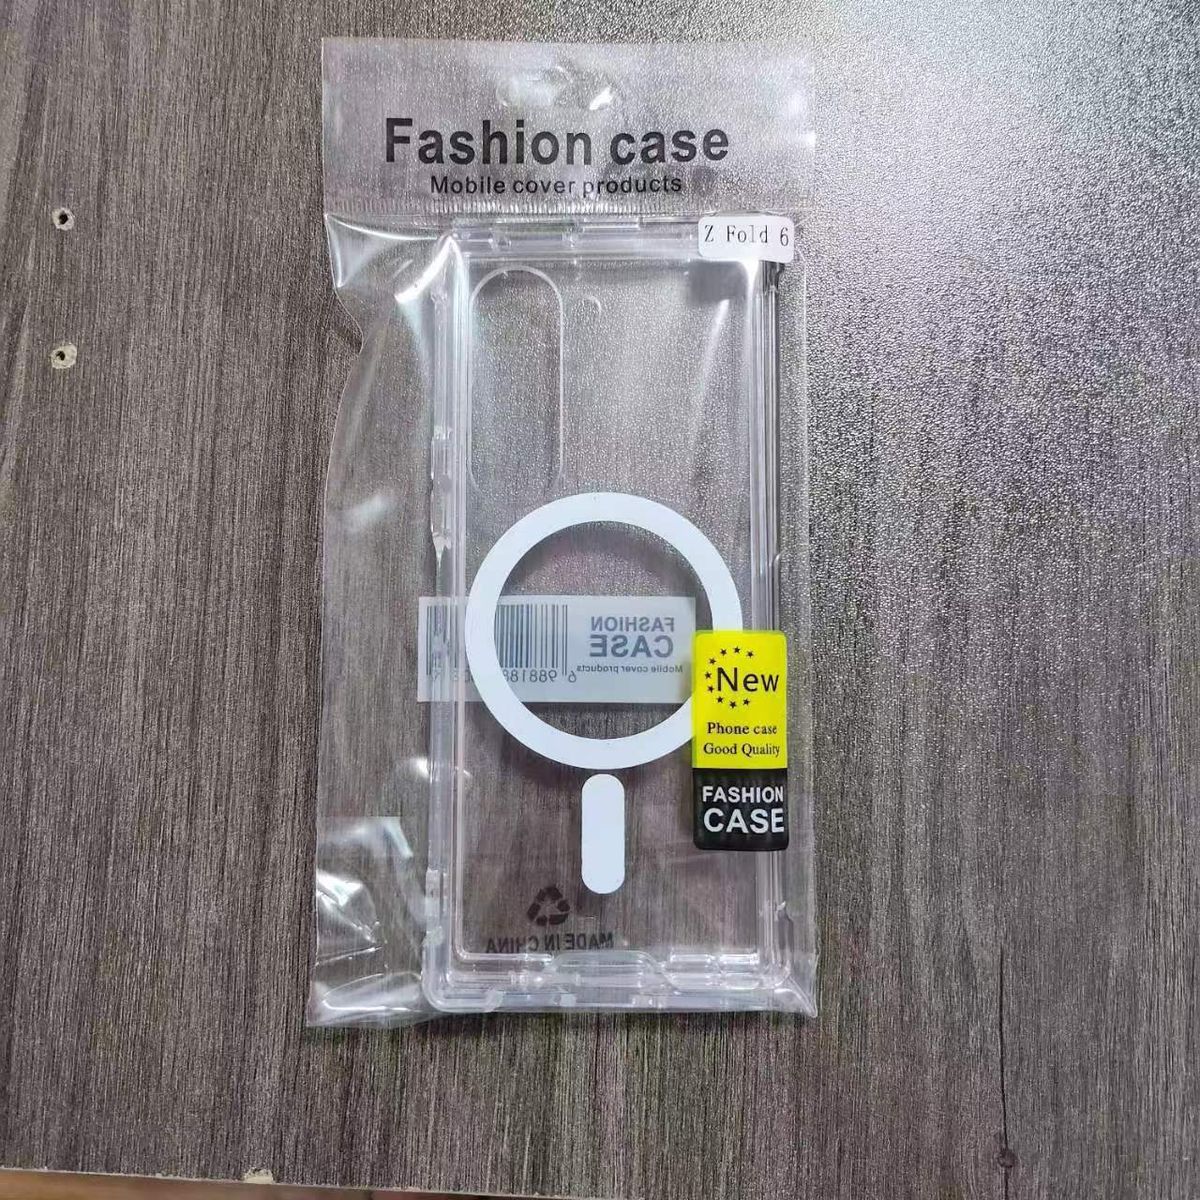 Fashion case
Mobile cover products
Z Fold 6
FASHION
CASE
Mobile cover products
New
Phone case
Good Quality
FASHION
CASE
MADE IN CHINA